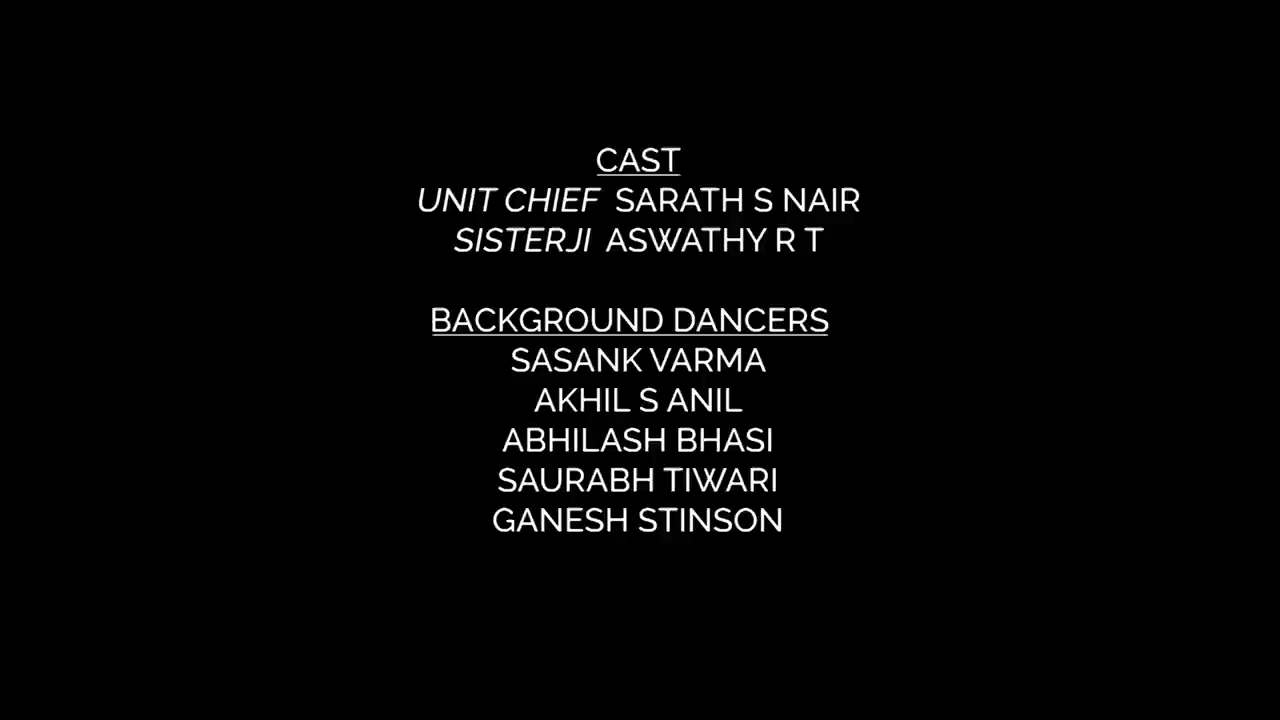 CAST
UNIT CHIEF SARATH S NAIR
SISTERJI ASWATHY R T
BACKGROUND DANCERS
SASANK VARMA
AKHIL S ANIL
ABHILASH BHASI
SAURABH TIWARI
GANESH STINSON